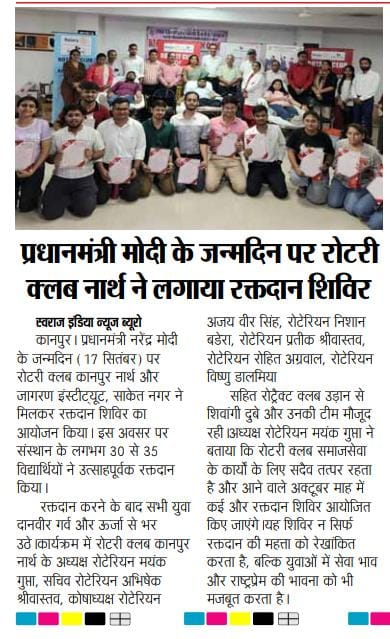 Rotary
ROTARY CLUB
प्रधानमंत्री मोदी के जन्मदिन पर रोटरी
क्लब नार्थ ने लगाया रक्तदान शिविर
स्वराज इंडिया न्यूज ब्यूरो
कानपुर। प्रधानमंत्री नरेंद्र मोदी
के जन्मदिन ( 17 सितंबर) पर
रोटरी क्लब कानपुर नार्थ और
जागरण इंस्टीट्यूट, साकेत नगर ने
मिलकर रक्तदान शिविर का
आयोजन किया। इस अवसर पर
संस्थान के लगभग 30 से 35
विद्यार्थियों ने उत्साहपूर्वक रक्तदान
किया।
रक्तदान करने के बाद सभी युवा
दानवीर गर्व और ऊर्जा से भर
उठे।कार्यक्रम में रोटरी क्लब कानपुर
नार्थ के अध्यक्ष रोटेरियन मयंक
गुप्ता, सचिव रोटेरियन अभिषेक
श्रीवास्तव, कोषाध्यक्ष रोटेरियन
अजय वीर सिंह, रोटेरियन निशान
बडेरा, रोटेरियन प्रतीक श्रीवास्तव,
रोटेरियन रोहित अग्रवाल, रोटेरियन
विष्णु डालमिया
सहित रोट्रैक्ट क्लब उड़ान से
शिवांगी दुबे और उनकी टीम मौजूद
रही।अध्यक्ष रोटेरियन मयंक गुप्ता ने
बताया कि रोटरी क्लब समाजसेवा
के कार्यों के लिए सदैव तत्पर रहता
है और आने वाले अक्टूबर माह में
कई और रक्तदान शिविर आयोजित
किए जाएंगे।यह शिविर न सिर्फ
रक्तदान की महत्ता को रेखांकित
करता है, बल्कि युवाओं में सेवा भाव
और राष्ट्रप्रेम की भावना को भी
मजबूत करता है।